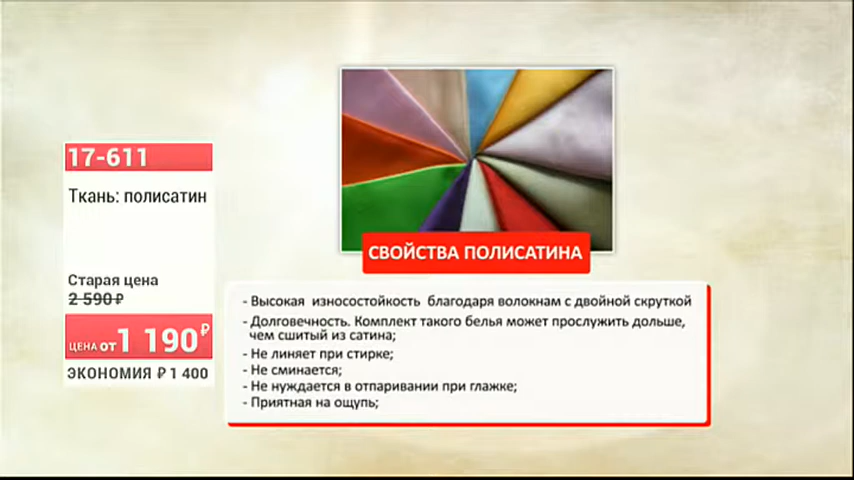 17-611
Ткань: полисатин
Старая цена
2 590 ₽
ЦЕНА ОТ 1 190 ₽
ЭКОНОМИЯ ₽ 1 400
СВОЙСТВА ПОЛИСАТИНА
- Высокая износостойкость благодаря волокнам с двойной скруткой
- Долговечность. Комплект такого белья может прослужить дольше,
чем сшитый из сатина;
- Не линяет при стирке;
- Не сминается;
- Не нуждается в отпаривании при глажке;
- Приятная на ощупь;